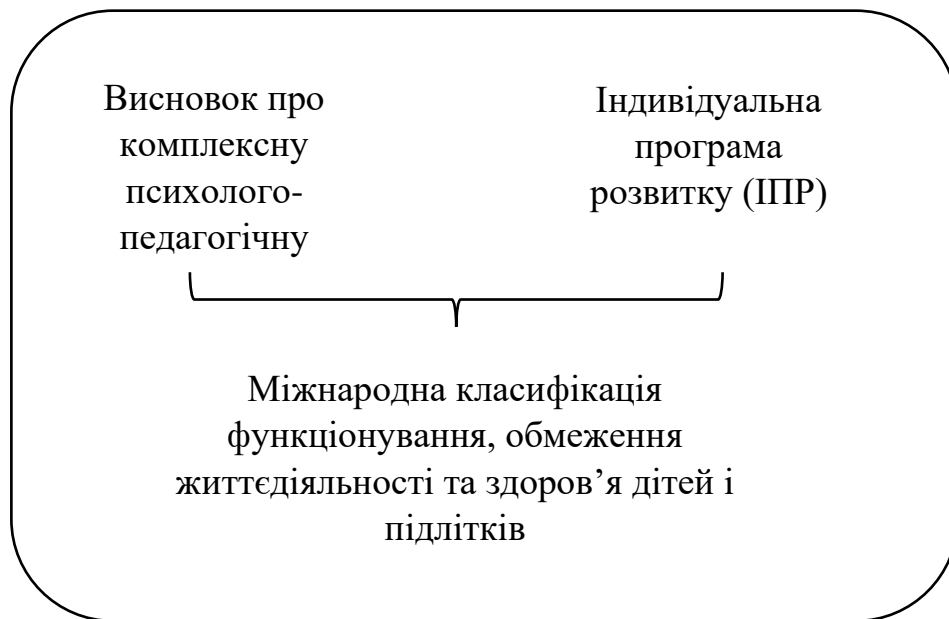 Висновок про
комплексну
психолого-
педагогічну
Індивідуальна
програма
розвитку (ІПР)
Міжнародна класифікація
функціонування, обмеження
життєдіяльності та здоров’я дітей і
підлітків